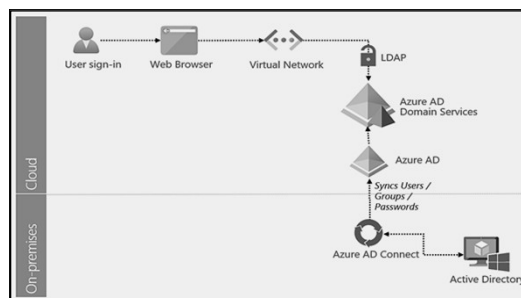 User sign-in
Web Browser
Virtual Network
LDAP
Azure AD
Domain Services
Azure AD
Cloud
Syncs Users /
Groups /
Passwords
On-premises
Azure AD Connect
Active Directory